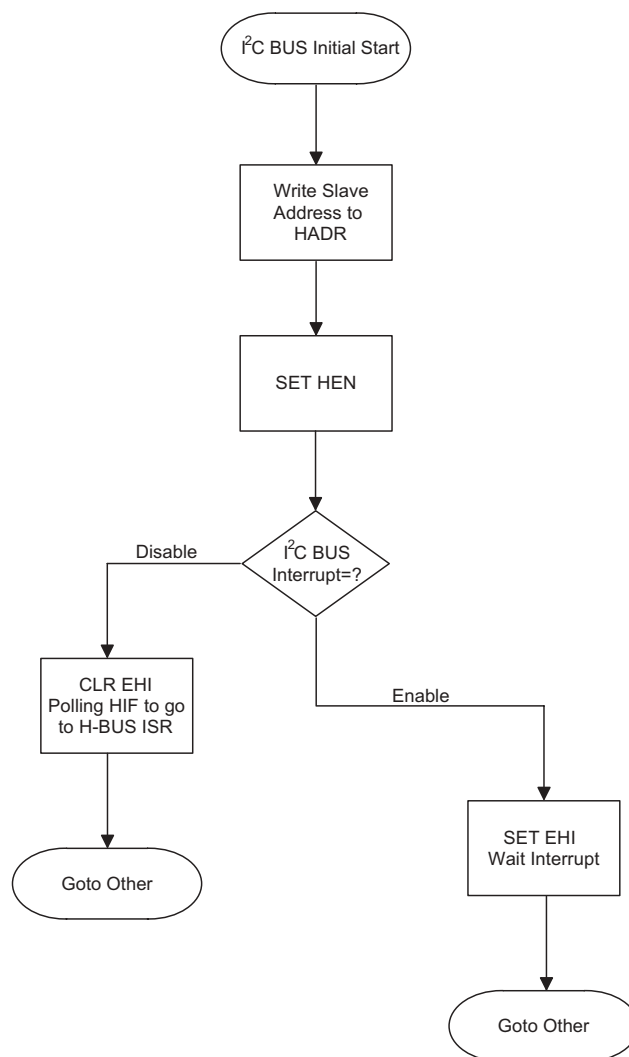 I²C BUS Initial Start
Write Slave
Address to
HADR
SET HEN
I²C BUS
Interrupt=?
Disable
CLR EHI
Polling HIF to go
to H-BUS ISR
Goto Other
Enable
SET EHI
Wait Interrupt
Goto Other